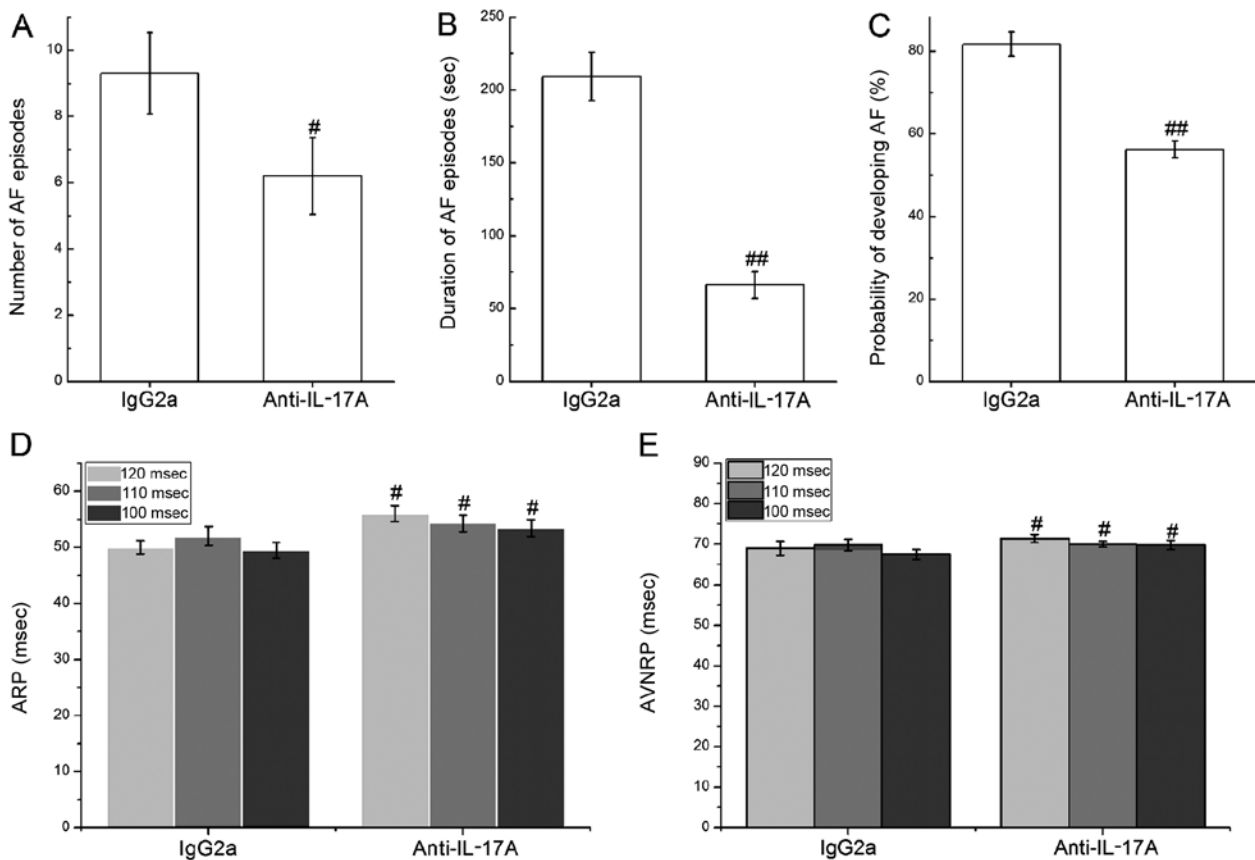 A
Number of AF episodes
10
8
6
4
2
0
#
IgG2a
Anti-IL-17A
B
Duration of AF episodes (sec)
250
200
150
100
50
0
##
IgG2a
Anti-IL-17A
C
Probability of developing AF (%)
80
60
40
20
0
##
IgG2a
Anti-IL-17A
D
ARP (msec)
60
50
40
30
20
10
0
120 msec
110 msec
100 msec
# # #
IgG2a
Anti-IL-17A
E
AVNRP (msec)
90
80
70
60
50
40
30
20
10
0
120 msec
110 msec
100 msec
# # #
IgG2a
Anti-IL-17A